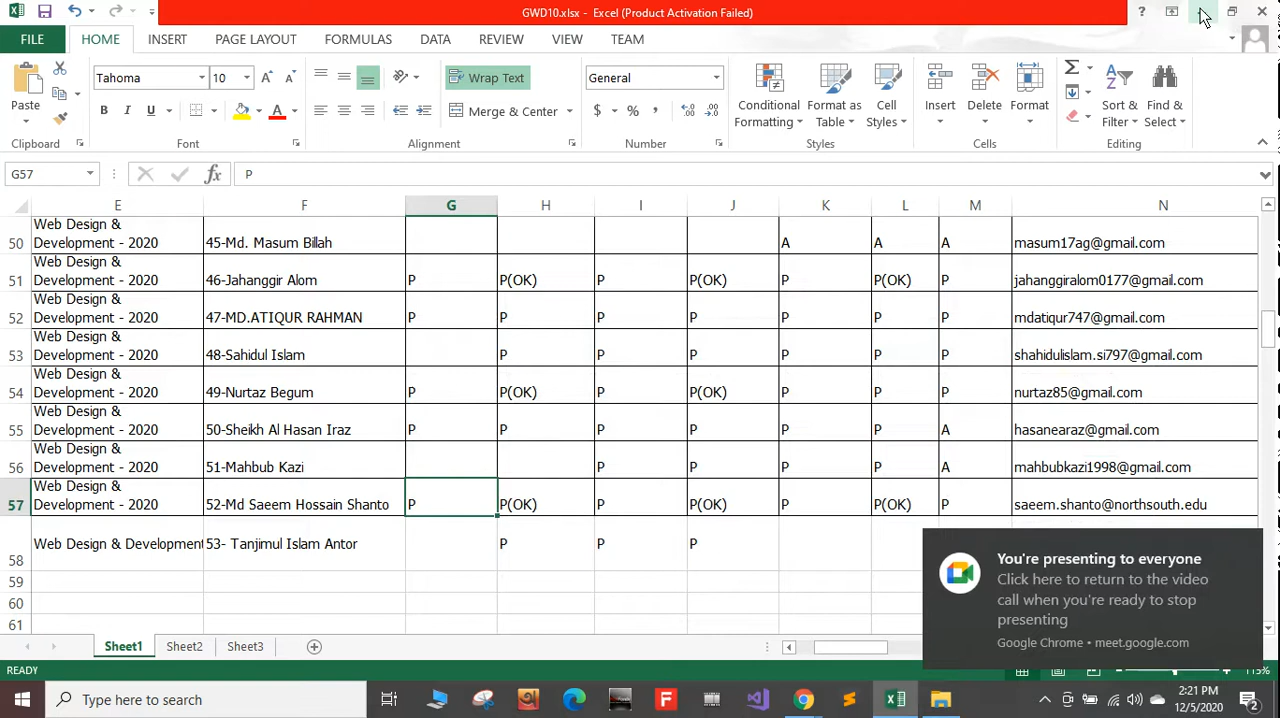 GWD10.xlsx - Excel (Product Activation Failed)
FILE HOME INSERT PAGE LAYOUT FORMULAS DATA REVIEW VIEW TEAM
Tahoma 10 Wrap Text General
Paste B I U Merge & Center $ % Conditional Formatting Format as Table Cell Styles Insert Delete Format Sort & Filter Find & Select
Clipboard Font Alignment Number Styles Cells Editing
G57 P
E F G H I J K L M N
50 Web Design & Development - 2020 45-Md. Masum Billah A A A masum17ag@gmail.com
51 Web Design & Development - 2020 46-Jahanggir Alom P P(OK) P P(OK) P P(OK) P jahanggiralom0177@gmail.com
52 Web Design & Development - 2020 47-MD.ATIQUR RAHMAN P P P P P P P mdatiqur747@gmail.com
53 Web Design & Development - 2020 48-Sahidul Islam P P P P P P shahidulislam.si797@gmail.com
54 Web Design & Development - 2020 49-Nurtaz Begum P P(OK) P P(OK) P P P nurtaz85@gmail.com
55 Web Design & Development - 2020 50-Sheikh Al Hasan Iraz P P P P P P A hasanearaz@gmail.com
56 Web Design & Development - 2020 51-Mahbub Kazi P P P P A mahbubkazi1998@gmail.com
57 Web Design & Development - 2020 52-Md Saeem Hossain Shanto P P(OK) P P(OK) P P(OK) P saeem.shanto@northsouth.edu
58 Web Design & Development 53- Tanjimul Islam Antor P P P
59
60
61
You're presenting to everyone
Click here to return to the video
call when you're ready to stop
presenting
Google Chrome • meet.google.com
Sheet1 Sheet2 Sheet3
READY 115%
Type here to search
2:21 PM
12/5/2020
2